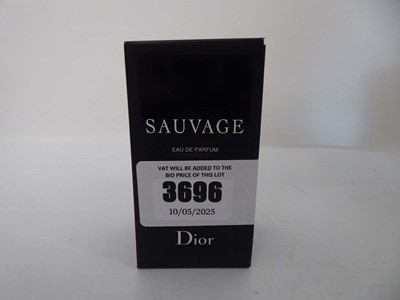 SAUVAGE
EAU DE PARFUM
VAT WILL BE ADDED TO THE
BID PRICE OF THIS LOT
3696
10/05/2025
Dior